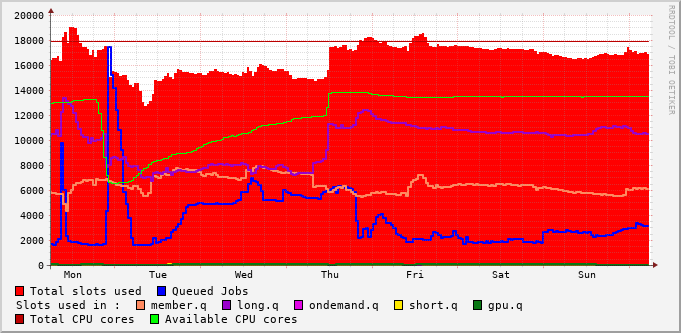 RRDTOOL / TOBI OETIKER
20000
18000
16000
14000
12000
10000
8000
6000
4000
2000
0
Mon Tue Wed Thu Fri Sat Sun
Total slots used Queued Jobs
Slots used in : member.q long.q ondemand.q short.q gpu.q
Total CPU cores Available CPU cores